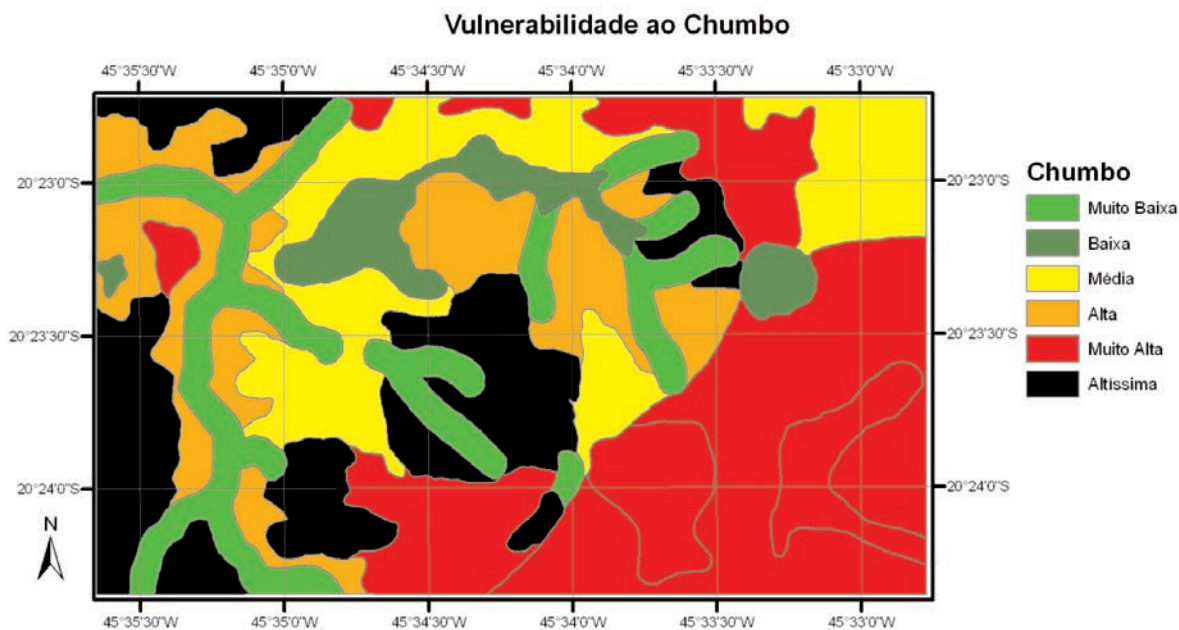 Vulnerabilidade ao Chumbo
45°35'30"W 45°35'0"W 45°34'30"W 45°34'0"W 45°33'30"W 45°33'0"W
20°23'0"S 20°23'0"S
20°23'30"S 20°23'30"S
20°24'0"S 20°24'0"S
Chumbo
Muito Baixa
Baixa
Média
Alta
Muito Alta
Altíssima
N
45°35'30"W 45°35'0"W 45°34'30"W 45°34'0"W 45°33'30"W 45°33'0"W